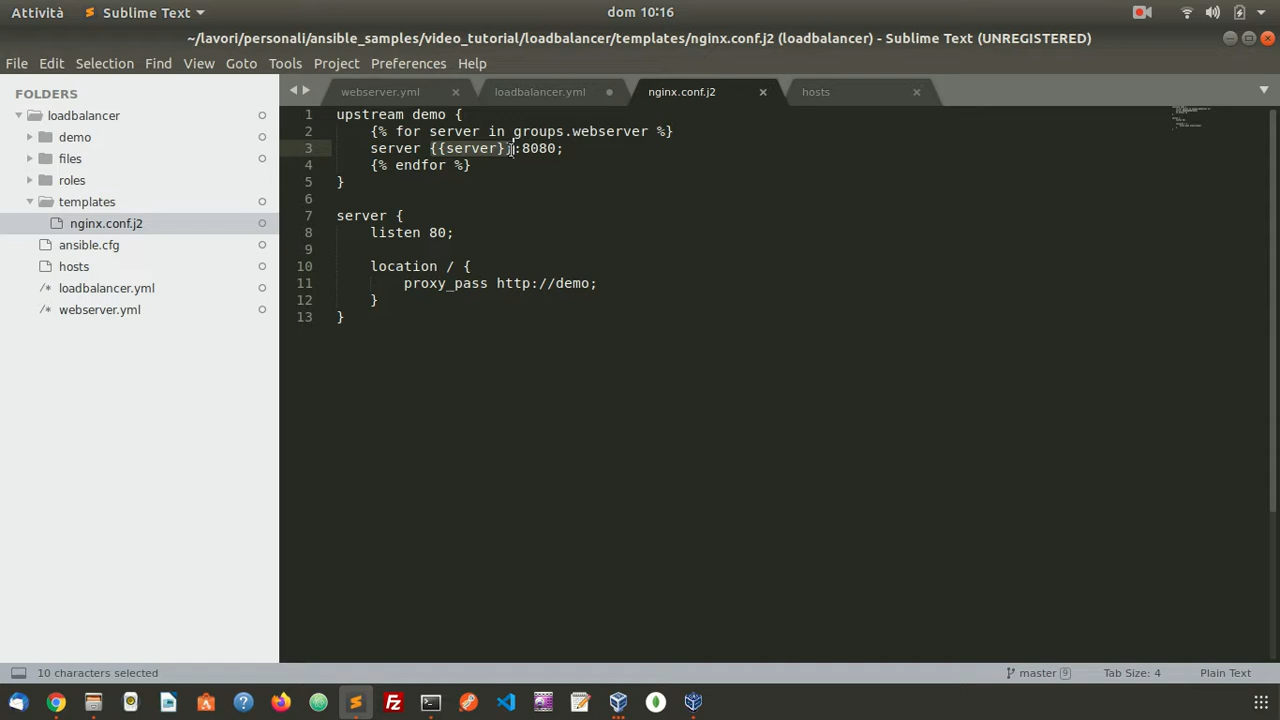 Attività Sublime Text dom 10:16
~/lavori/personali/ansible_samples/video_tutorial/loadbalancer/templates/nginx.conf.j2 (loadbalancer) - Sublime Text (UNREGISTERED)
File Edit Selection Find View Goto Tools Project Preferences Help
FOLDERS
loadbalancer
demo
files
roles
templates
nginx.conf.j2
ansible.cfg
hosts
/* loadbalancer.yml
/* webserver.yml
webserver.yml loadbalancer.yml nginx.conf.j2 hosts
1 upstream demo {
2 {% for server in groups.webserver %}
3 server {{server}}:8080;
4 {% endfor %}
5 }
6
7 server {
8 listen 80;
9
10 location / {
11 proxy_pass http://demo;
12 }
13 }
10 characters selected master 9 Tab Size: 4 Plain Text